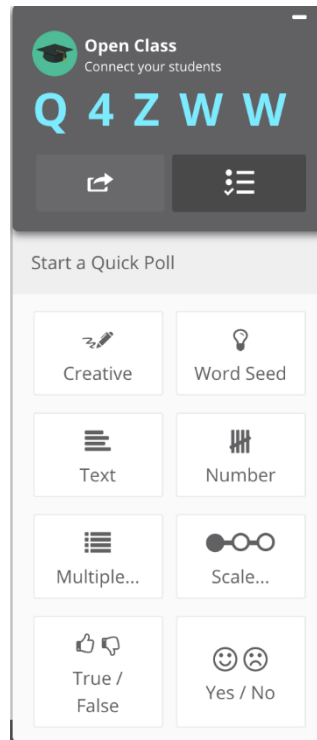 Open Class
Connect your students
Q 4 Z W W
Start a Quick Poll
Creative
Word Seed
Text
Number
Multiple...
Scale...
True /
False
Yes / No